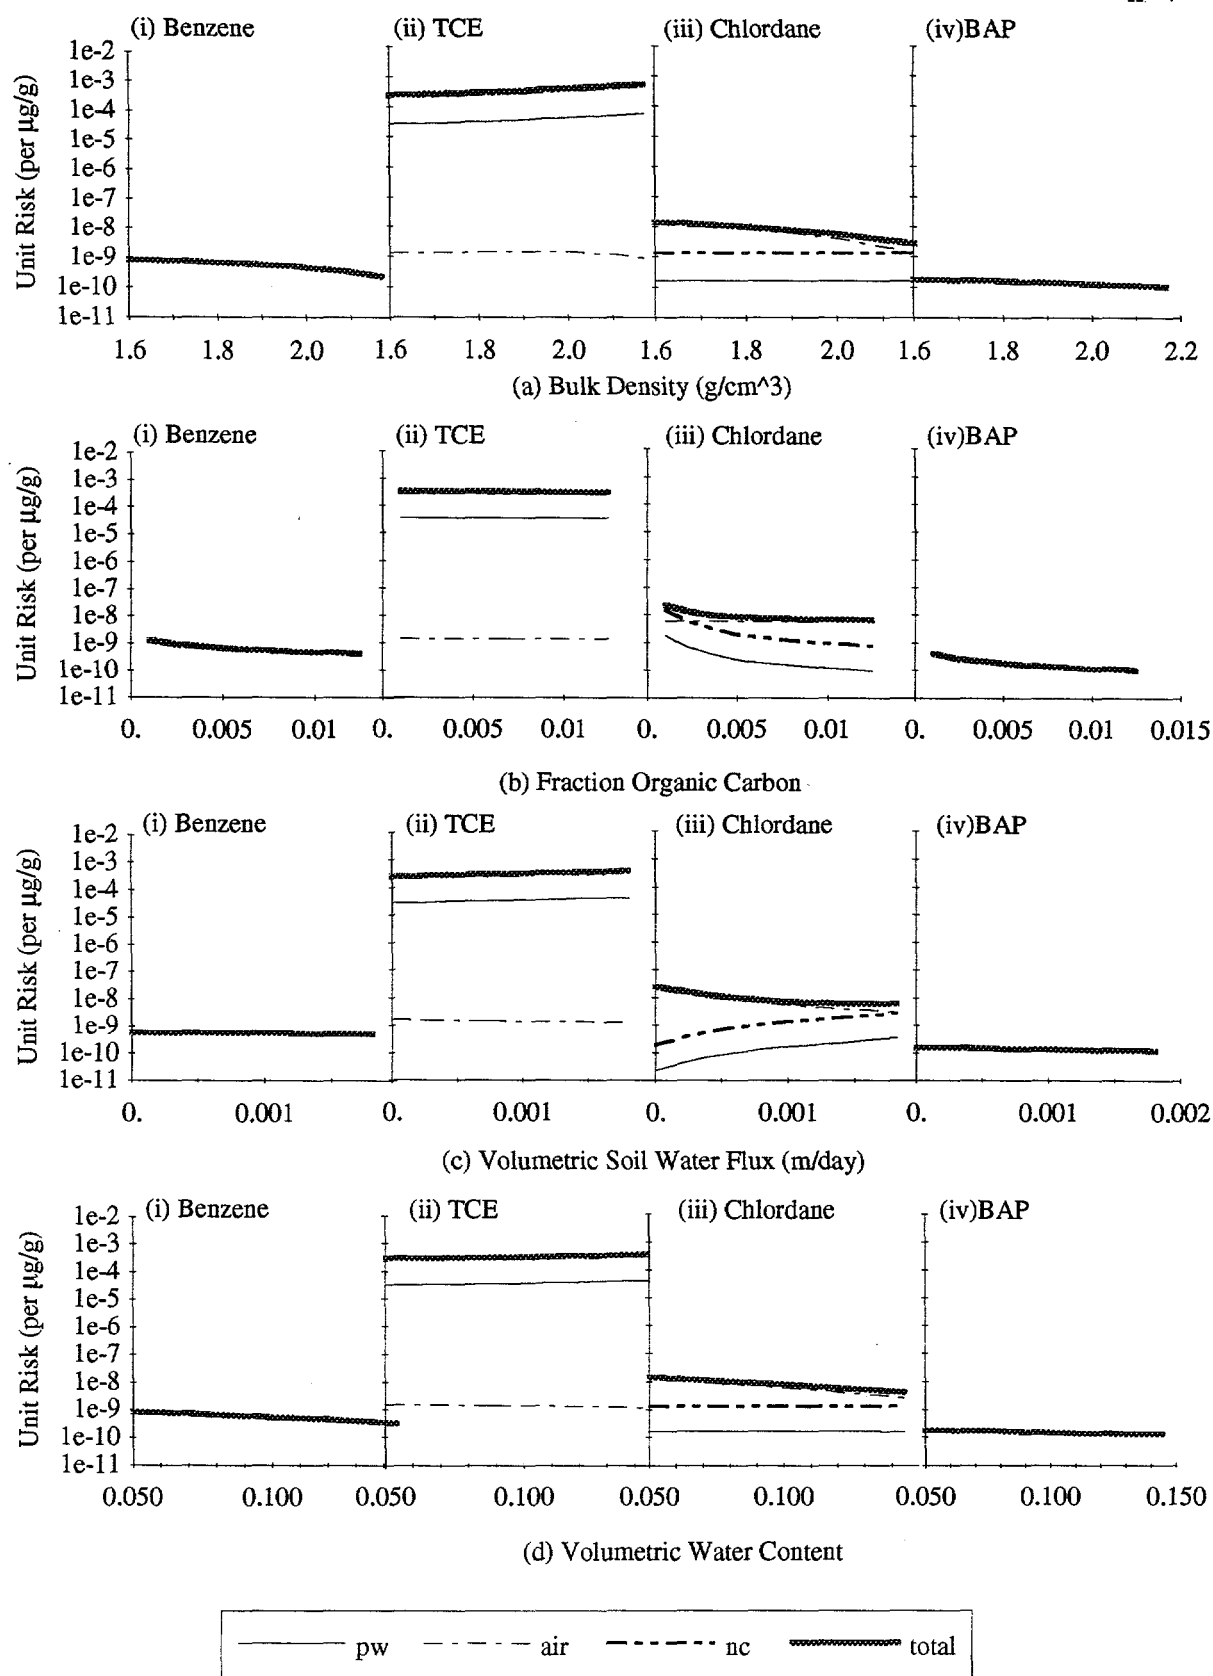 (i) Benzene (ii) TCE (iii) Chlordane (iv)BAP
Unit Risk (per µg/g)
1e-2
1e-3
1e-4
1e-5
1e-6
1e-7
1e-8
1e-9
1e-10
1e-11
1.6 1.8 2.0 1.6 1.8 2.0 1.6 1.8 2.0 1.6 1.8 2.0 2.2
(a) Bulk Density (g/cm^3)
(i) Benzene (ii) TCE (iii) Chlordane (iv)BAP
Unit Risk (per µg/g)
1e-2
1e-3
1e-4
1e-5
1e-6
1e-7
1e-8
1e-9
1e-10
1e-11
0. 0.005 0.01 0. 0.005 0.01 0. 0.005 0.01 0. 0.005 0.01 0.015
(b) Fraction Organic Carbon
(i) Benzene (ii) TCE (iii) Chlordane (iv)BAP
Unit Risk (per µg/g)
1e-2
1e-3
1e-4
1e-5
1e-6
1e-7
1e-8
1e-9
1e-10
1e-11
0. 0.001 0. 0.001 0. 0.001 0. 0.001 0.002
(c) Volumetric Soil Water Flux (m/day)
(i) Benzene (ii) TCE (iii) Chlordane (iv)BAP
Unit Risk (per µg/g)
1e-2
1e-3
1e-4
1e-5
1e-6
1e-7
1e-8
1e-9
1e-10
1e-11
0.050 0.100 0.050 0.100 0.050 0.100 0.050 0.100 0.150
(d) Volumetric Water Content
pw air nc total